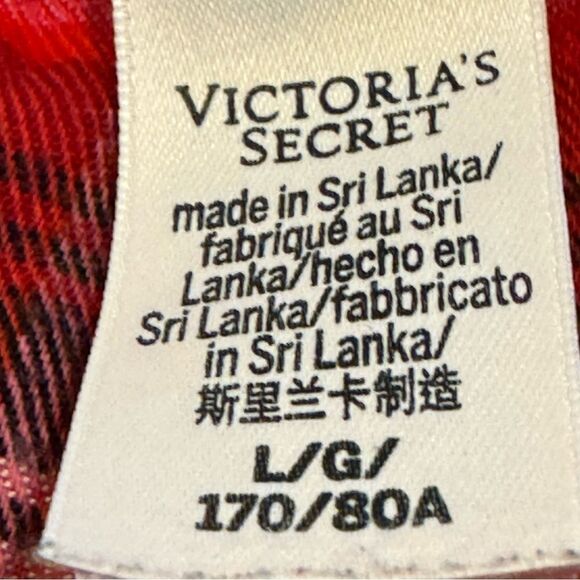 VICTORIA'S
SECRET
made in Sri Lanka/
fabriqué au Sri
Lanka/hecho en
Sri Lanka/fabbricato
in Sri Lanka/
斯里兰卡制造
L/G/
170/80A